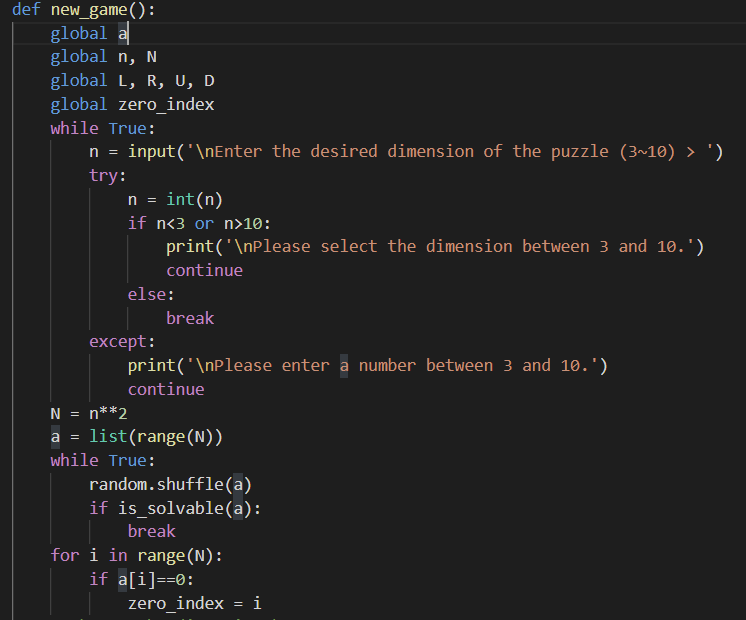 def new_game():
    global a
    global n, N
    global L, R, U, D
    global zero_index
    while True:
        n = input('\nEnter the desired dimension of the puzzle (3~10) > ')
        try:
            n = int(n)
            if n<3 or n>10:
                print('\nPlease select the dimension between 3 and 10.')
                continue
            else:
                break
        except:
            print('\nPlease enter a number between 3 and 10.')
            continue
    N = n**2
    a = list(range(N))
    while True:
        random.shuffle(a)
        if is_solvable(a):
            break
    for i in range(N):
        if a[i]==0:
            zero_index = i